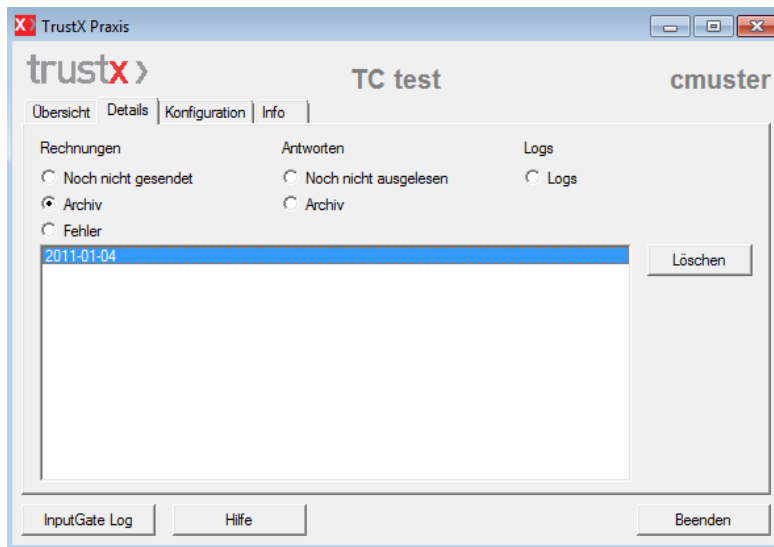 TrustX Praxis
trustx
TC test cmuster
Übersicht Details Konfiguration Info
Rechnungen Antworten Logs
Noch nicht gesendet Noch nicht ausgelesen Logs
Archiv Archiv
Fehler
2011-01-04
Löschen
InputGate Log Hilfe Beenden